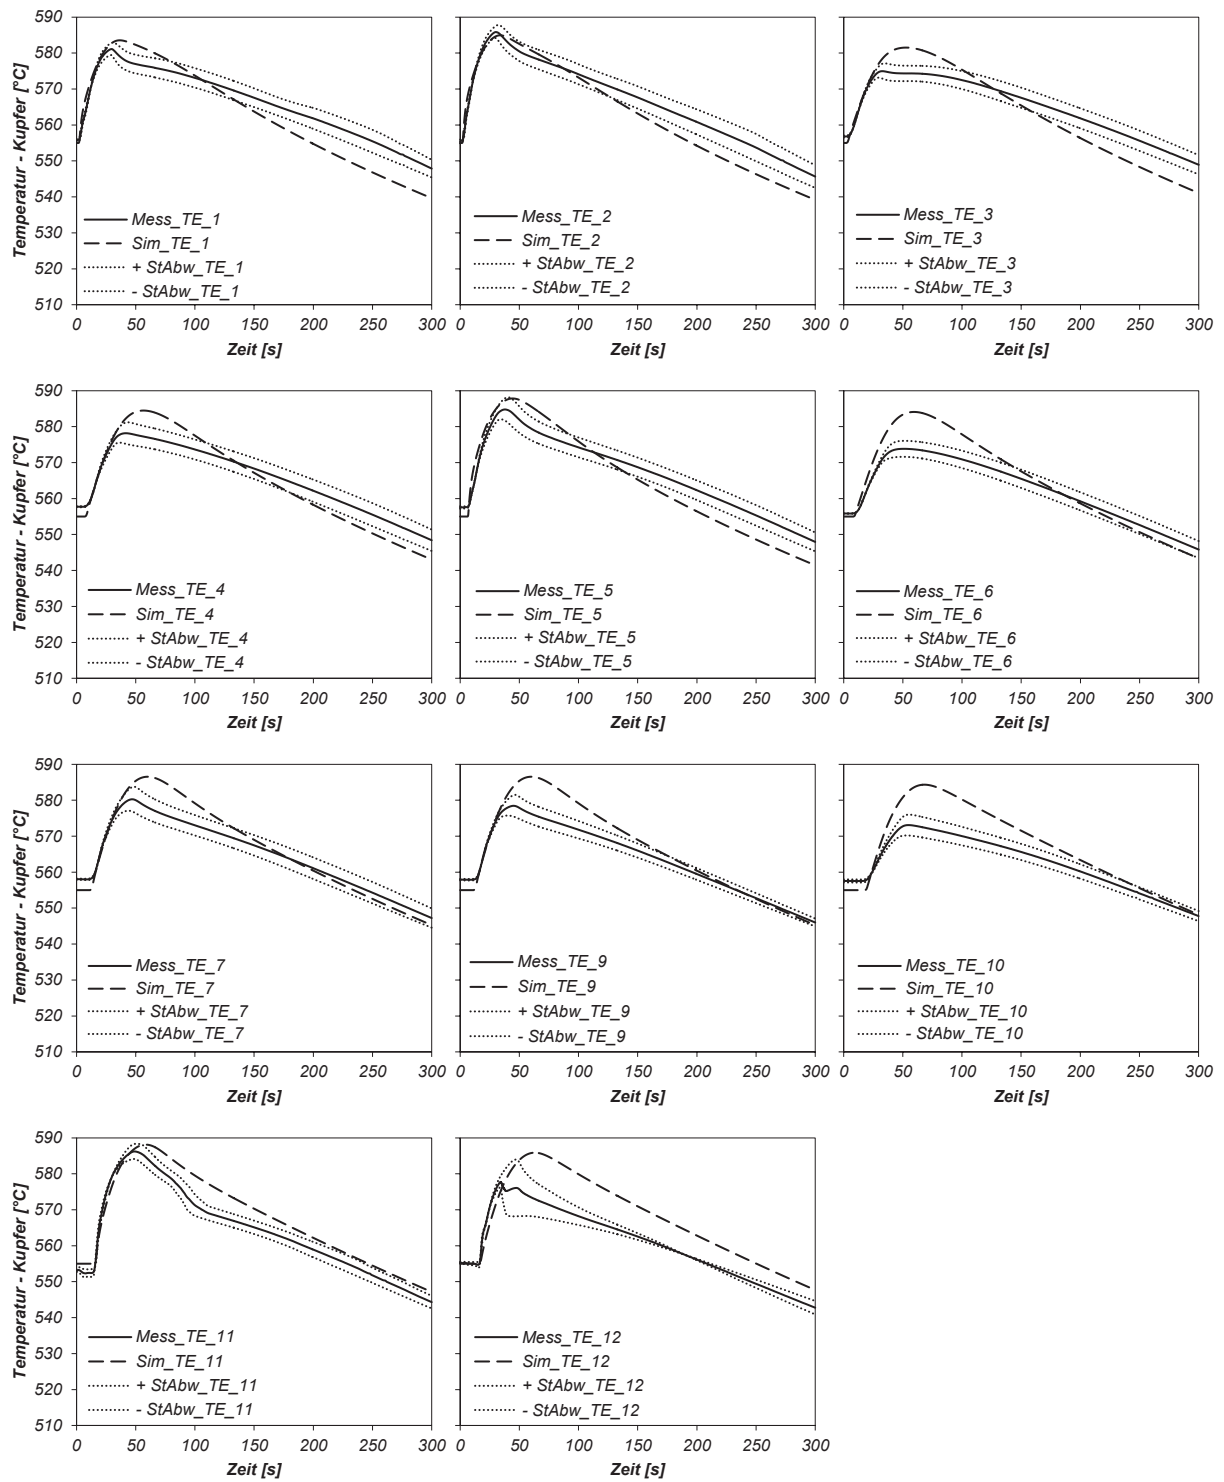 590
580
570
560
550
540
530
520
510
Temperatur - Kupfer [°C]
Mess_TE_1
Sim_TE_1
+ StAbw_TE_1
- StAbw_TE_1
0 50 100 150 200 250 300
Zeit [s]
Mess_TE_2
Sim_TE_2
+ StAbw_TE_2
- StAbw_TE_2
0 50 100 150 200 250 300
Zeit [s]
Mess_TE_3
Sim_TE_3
+ StAbw_TE_3
- StAbw_TE_3
0 50 100 150 200 250 300
Zeit [s]
590
580
570
560
550
540
530
520
510
Temperatur - Kupfer [°C]
Mess_TE_4
Sim_TE_4
+ StAbw_TE_4
- StAbw_TE_4
0 50 100 150 200 250 300
Zeit [s]
Mess_TE_5
Sim_TE_5
+ StAbw_TE_5
- StAbw_TE_5
0 50 100 150 200 250 300
Zeit [s]
Mess_TE_6
Sim_TE_6
+ StAbw_TE_6
- StAbw_TE_6
0 50 100 150 200 250 300
Zeit [s]
590
580
570
560
550
540
530
520
510
Temperatur - Kupfer [°C]
Mess_TE_7
Sim_TE_7
+ StAbw_TE_7
- StAbw_TE_7
0 50 100 150 200 250 300
Zeit [s]
Mess_TE_9
Sim_TE_9
+ StAbw_TE_9
- StAbw_TE_9
0 50 100 150 200 250 300
Zeit [s]
Mess_TE_10
Sim_TE_10
+ StAbw_TE_10
- StAbw_TE_10
0 50 100 150 200 250 300
Zeit [s]
590
580
570
560
550
540
530
520
510
Temperatur - Kupfer [°C]
Mess_TE_11
Sim_TE_11
+ StAbw_TE_11
- StAbw_TE_11
0 50 100 150 200 250 300
Zeit [s]
Mess_TE_12
Sim_TE_12
+ StAbw_TE_12
- StAbw_TE_12
0 50 100 150 200 250 300
Zeit [s]